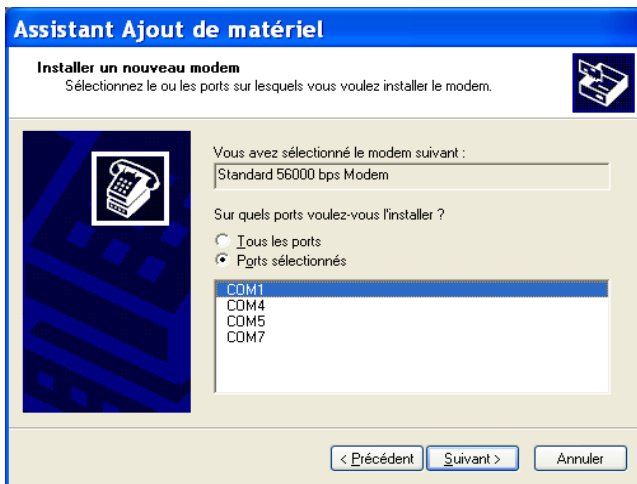 Assistant Ajout de matériel
Installer un nouveau modem
Sélectionnez le ou les ports sur lesquels vous voulez installer le modem.
Vous avez sélectionné le modem suivant :
Standard 56000 bps Modem
Sur quels ports voulez-vous l'installer ?
Tous les ports
Ports sélectionnés
COM1
COM4
COM5
COM7
< Précédent Suivant > Annuler